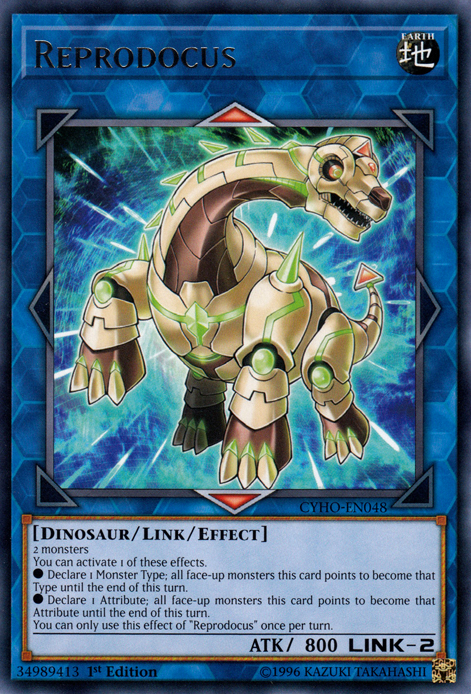 REPRODOCUS
EARTH
地
CYHO-EN048
[DINOSAUR/LINK/EFFECT]
2 monsters
You can activate 1 of these effects.
● Declare 1 Monster Type; all face-up monsters this card points to become that
Type until the end of this turn.
● Declare 1 Attribute; all face-up monsters this card points to become that
Attribute until the end of this turn.
You can only use this effect of "Reprodocus" once per turn.
ATK/ 800 LINK-2
34989413 1st Edition ©1996 KAZUKI TAKAHASHI